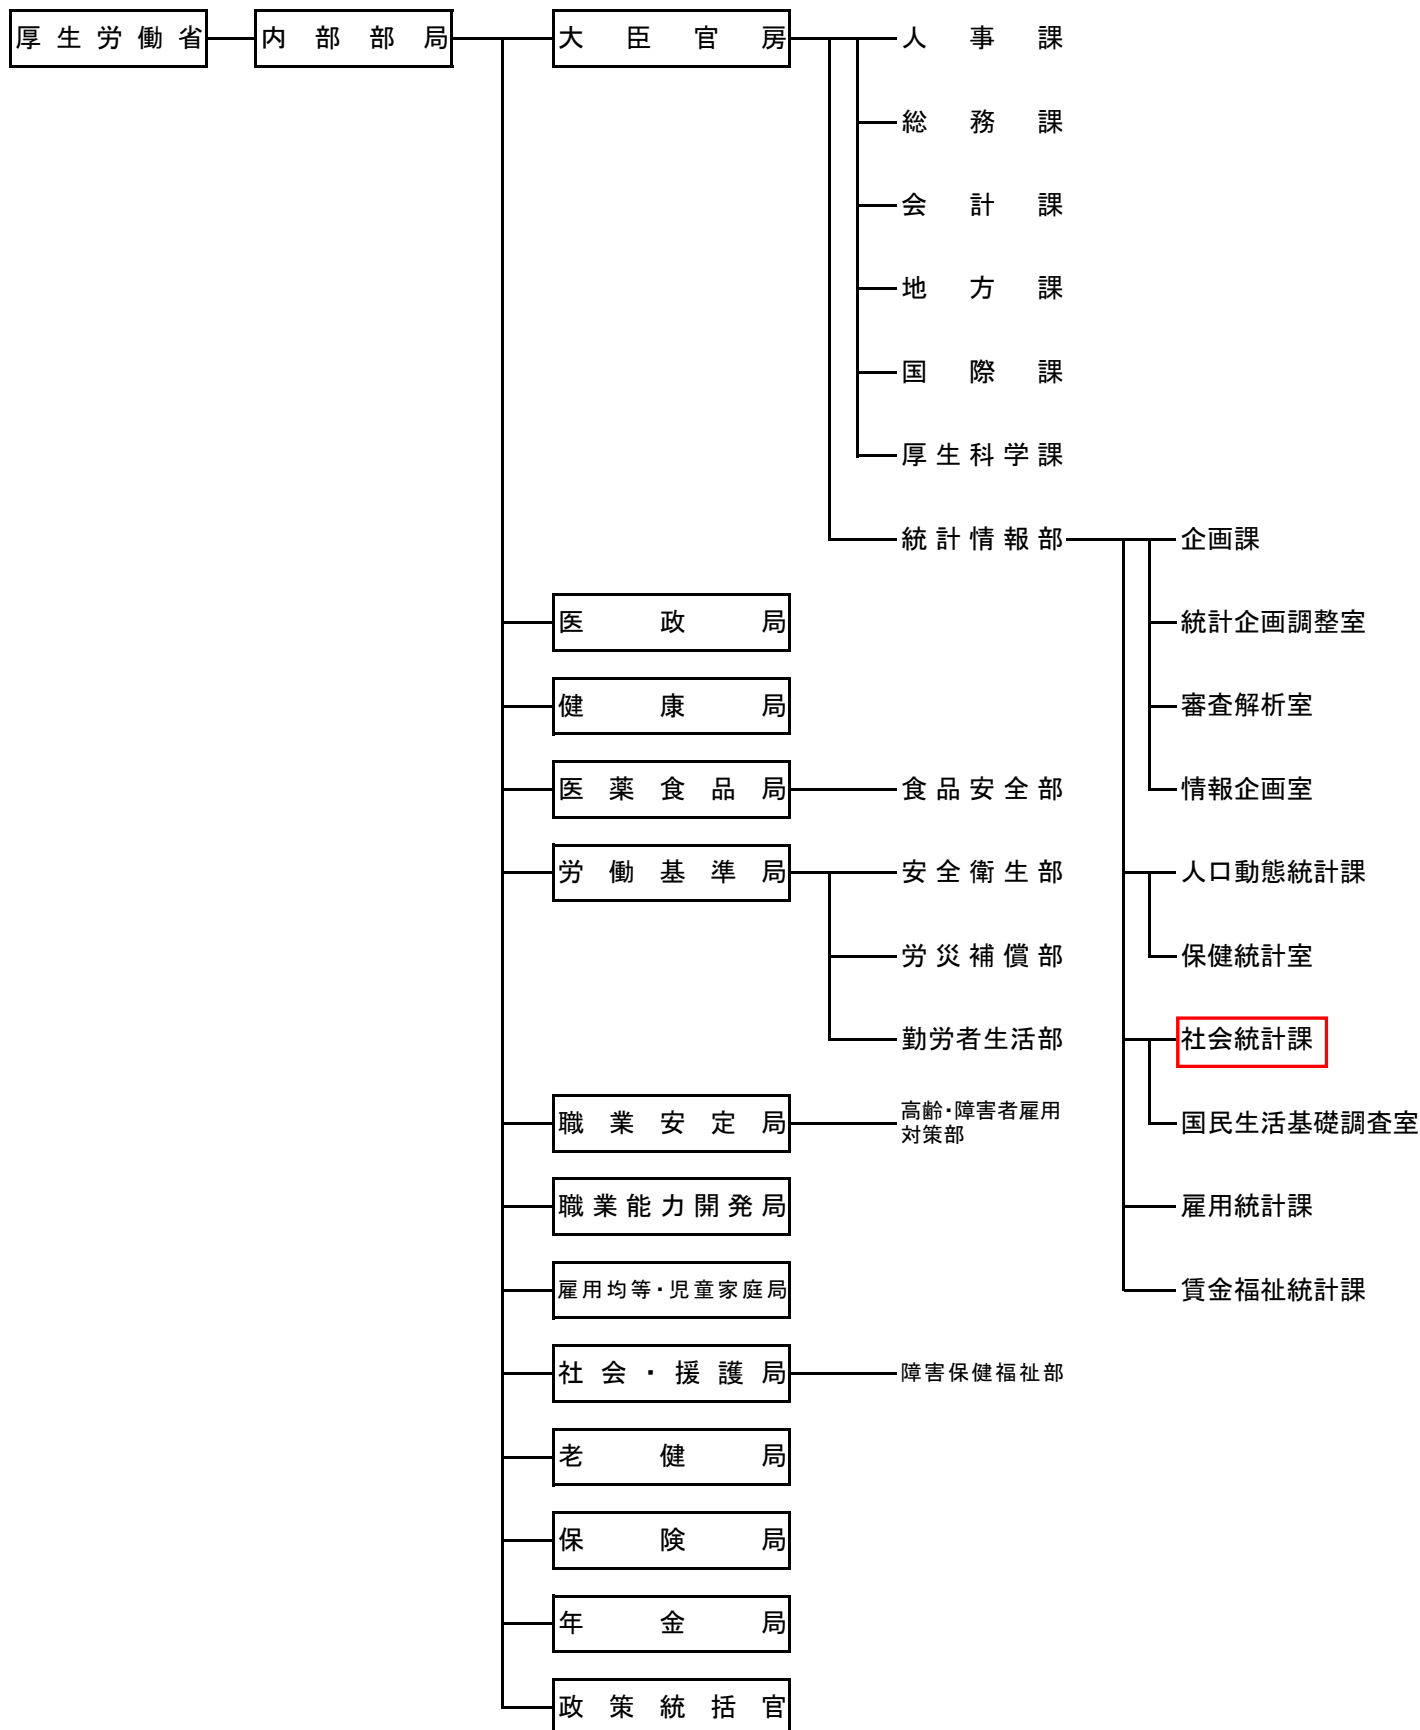 厚生労働省
内部部局
大臣官房
人事課
総務課
会計課
地方課
国際課
厚生科学課
統計情報部
企画課
統計企画調整室
審査解析室
情報企画室
人口動態統計課
保健統計室
社会統計課
国民生活基礎調査室
雇用統計課
賃金福祉統計課
医政局
健康局
医薬食品局
食品安全部
労働基準局
安全衛生部
労災補償部
勤労者生活部
職業安定局
高齢・障害者雇用
対策部
職業能力開発局
雇用均等・児童家庭局
社会・援護局
障害保健福祉部
老健局
保険局
年金局
政策統括官